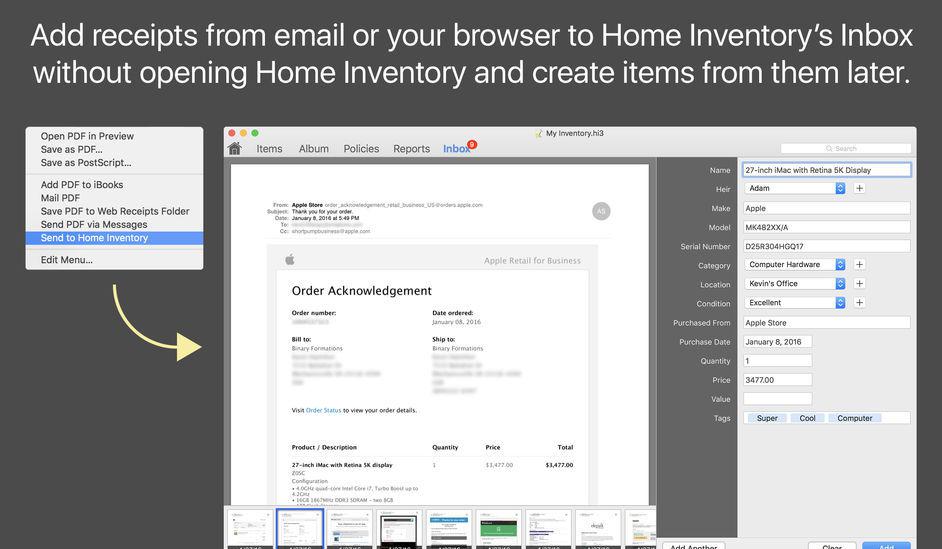 Add receipts from email or your browser to Home Inventory’s Inbox
without opening Home Inventory and create items from them later.
Open PDF in Preview
Save as PDF...
Save as PostScript...
Add PDF to iBooks
Mail PDF
Save PDF to Web Receipts Folder
Send PDF via Messages
Send to Home Inventory
Edit Menu...
My Inventory.hi3
Items Album Policies Reports Inbox 9
Search
From: Apple Store order_acknowledgement_retail_business_US@orders.apple.com
Subject: Thank you for your order.
Date: January 8, 2016 at 5:49 PM
To:
Cc: shortpumpbusiness@apple.com
AS
Apple Retail for Business
Order Acknowledgement
Order number: Date ordered:
January 08, 2016
Bill to: Ship to:
Binary Formations Binary Formations
Visit Order Status to view your order details.
Product / Description Quantity Price Total
27-inch iMac with Retina 5K display 1 $3,477.00 $3,477.00
Z0SC
Configuration
• 4.0GHz quad-core Intel Core i7, Turbo Boost up to
4.2GHz
• 16GB 1867MHz DDR3 SDRAM – two 8GB
Name 27-inch iMac with Retina 5K Display
Heir Adam +
Make Apple
Model MK482XX/A
Serial Number D25R304HGQ17
Category Computer Hardware +
Location Kevin's Office +
Condition Excellent +
Purchased From Apple Store
Purchase Date January 8, 2016
Quantity 1
Price 3477.00
Value
Tags Super Cool Computer
Add Another Clear Add